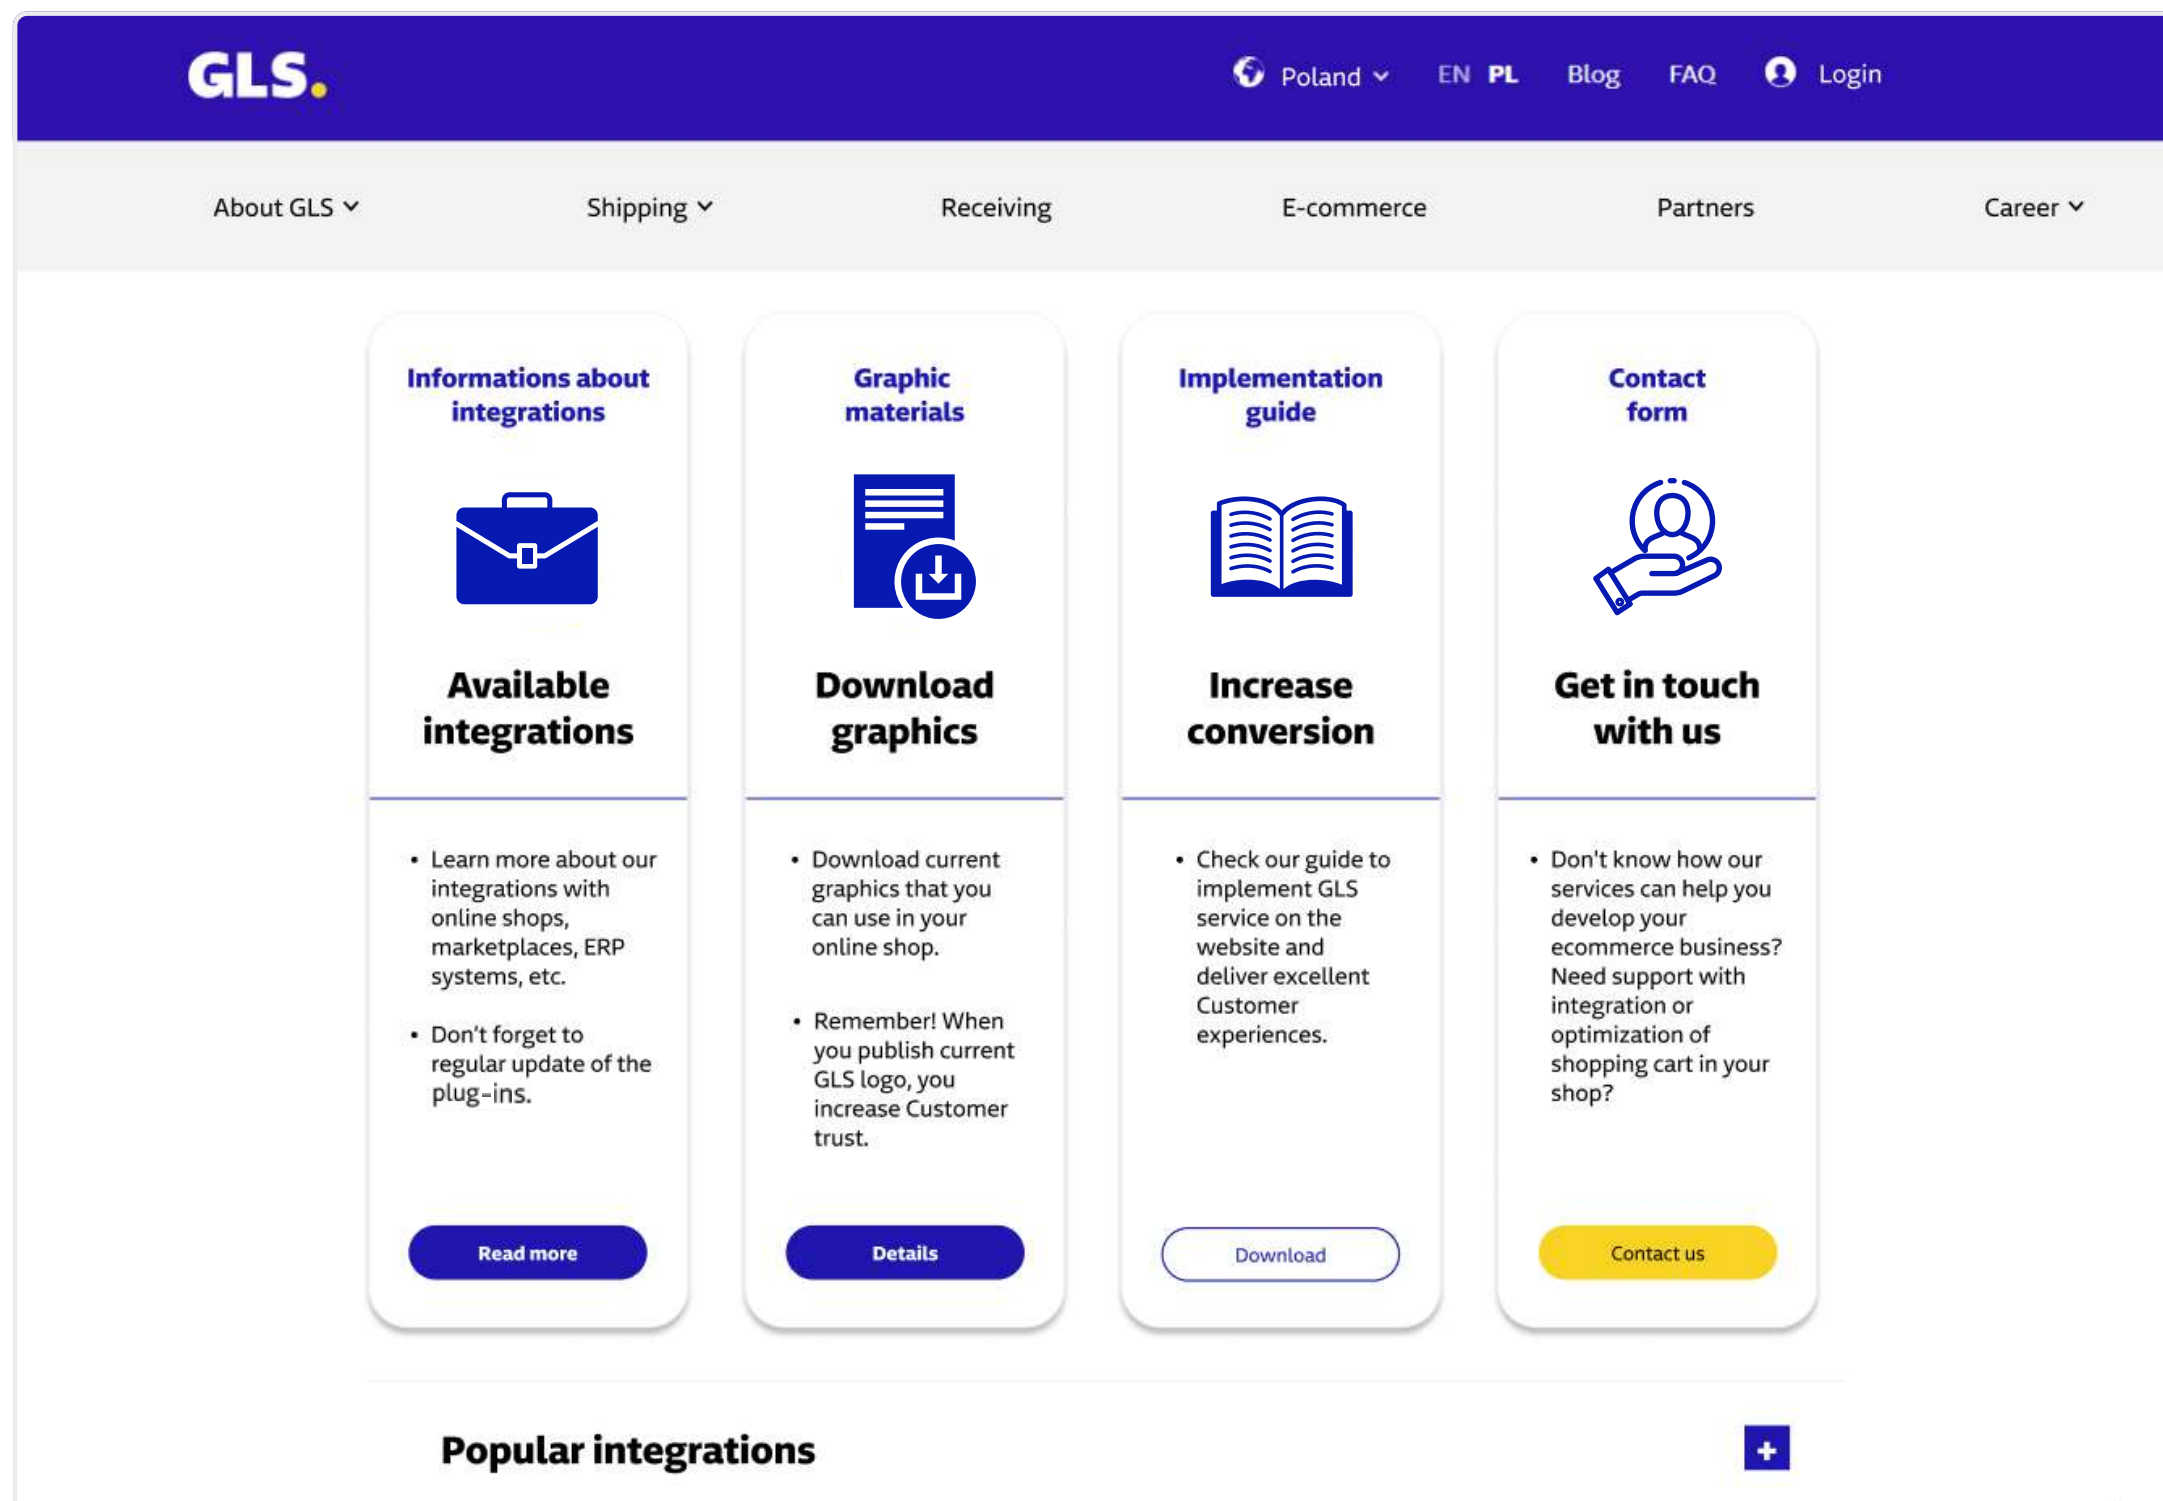 GLS.
Poland
EN PL
Blog
FAQ
Login
About GLS
Shipping
Receiving
E-commerce
Partners
Career
Informations about
integrations
Available
integrations
• Learn more about our
integrations with
online shops,
marketplaces, ERP
systems, etc.
• Don't forget to
regular update of the
plug-ins.
Read more
Graphic
materials
Download
graphics
• Download current
graphics that you
can use in your
online shop.
• Remember! When
you publish current
GLS logo, you
increase Customer
trust.
Details
Implementation
guide
Increase
conversion
• Check our guide to
implement GLS
service on the
website and
deliver excellent
Customer
experiences.
Download
Contact
form
Get in touch
with us
• Don't know how our
services can help you
develop your
ecommerce business?
Need support with
integration or
optimization of
shopping cart in your
shop?
Contact us
Popular integrations
+